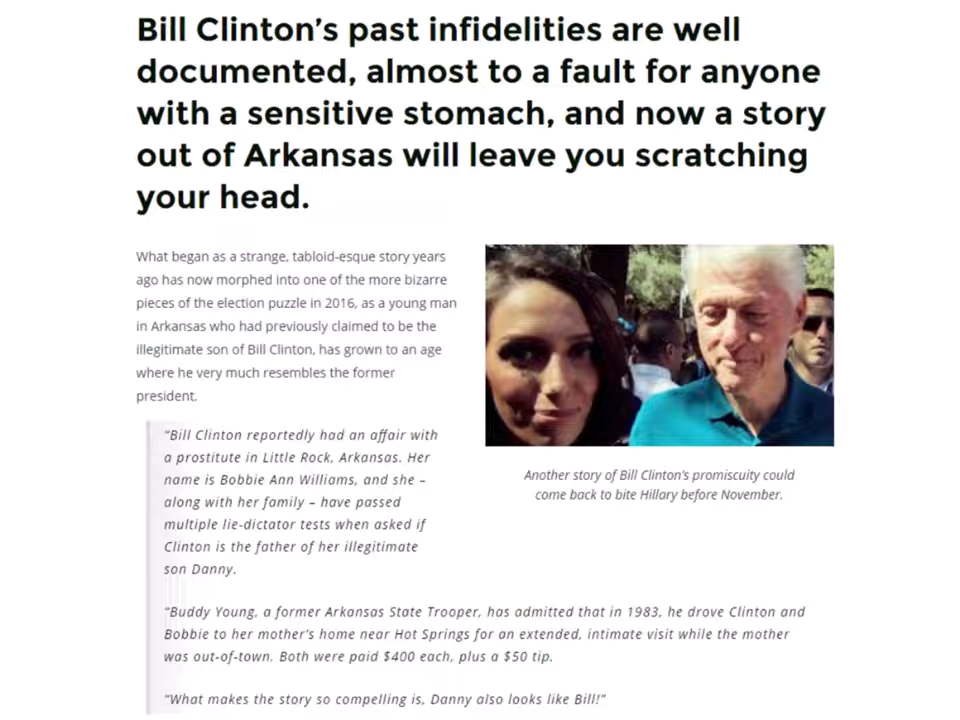 Bill Clinton’s past infidelities are well
documented, almost to a fault for anyone
with a sensitive stomach, and now a story
out of Arkansas will leave you scratching
your head.
What began as a strange, tabloid-esque story years
ago has now morphed into one of the more bizarre
pieces of the election puzzle in 2016, as a young man
in Arkansas who had previously claimed to be the
illegitimate son of Bill Clinton, has grown to an age
where he very much resembles the former
president.
Another story of Bill Clinton’s promiscuity could
come back to bite Hillary before November.
“Bill Clinton reportedly had an affair with
a prostitute in Little Rock, Arkansas. Her
name is Bobbie Ann Williams, and she –
along with her family – have passed
multiple lie-dictator tests when asked if
Clinton is the father of her illegitimate
son Danny.
“Buddy Young, a former Arkansas State Trooper, has admitted that in 1983, he drove Clinton and
Bobbie to her mother’s home near Hot Springs for an extended, intimate visit while the mother
was out-of-town. Both were paid $400 each, plus a $50 tip.
“What makes the story so compelling is, Danny also looks like Bill!”